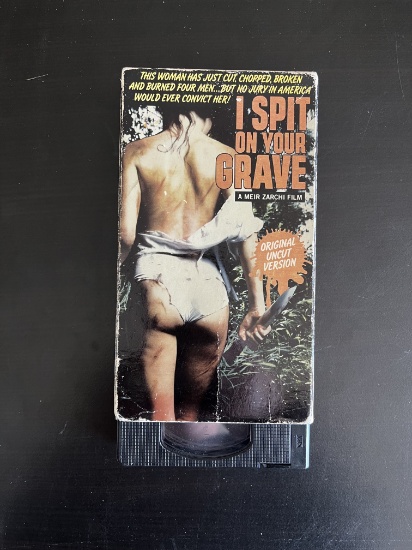 THIS WOMAN HAS JUST CUT, CHOPPED, BROKEN
AND BURNED FOUR MEN... BUT NO JURY IN AMERICA
WOULD EVER CONVICT HER!
I SPIT
ON YOUR
GRAVE
A MEIR ZARCHI FILM
ORIGINAL
UNCUT
VERSION